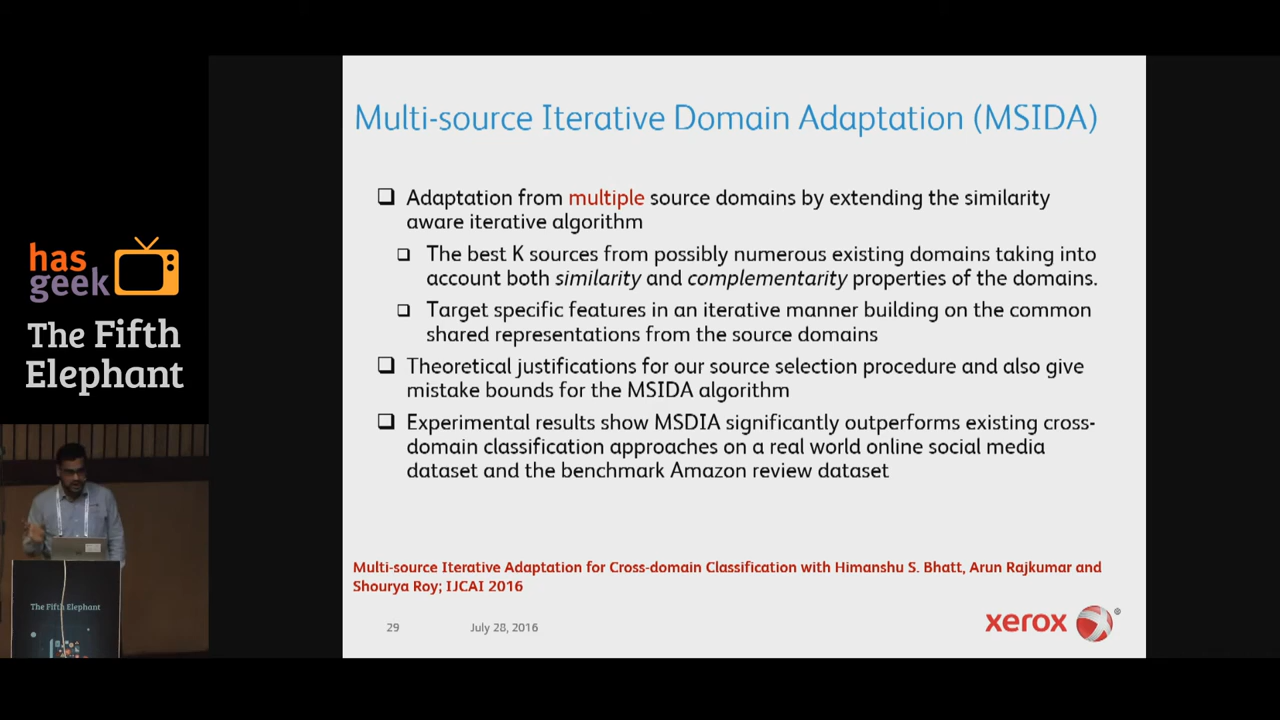 has
geek
The Fifth
Elephant
The Fifth Elephant
Multi-source Iterative Domain Adaptation (MSIDA)
Adaptation from multiple source domains by extending the similarity
aware iterative algorithm
The best K sources from possibly numerous existing domains taking into
account both similarity and complementarity properties of the domains.
Target specific features in an iterative manner building on the common
shared representations from the source domains
Theoretical justifications for our source selection procedure and also give
mistake bounds for the MSIDA algorithm
Experimental results show MSDIA significantly outperforms existing cross-
domain classification approaches on a real world online social media
dataset and the benchmark Amazon review dataset
Multi-source Iterative Adaptation for Cross-domain Classification with Himanshu S. Bhatt, Arun Rajkumar and
Shourya Roy; IJCAI 2016
29 July 28, 2016
xerox ®